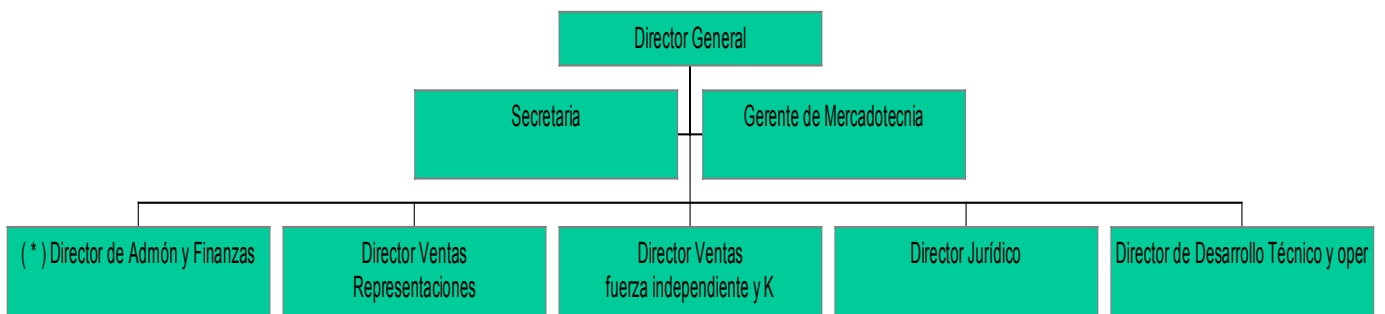 Director General
Secretaria
Gerente de Mercadotecnia
( * ) Director de Admón y Finanzas
Director Ventas
Representaciones
Director Ventas
fuerza independiente y K
Director Jurídico
Director de Desarrollo Técnico y oper